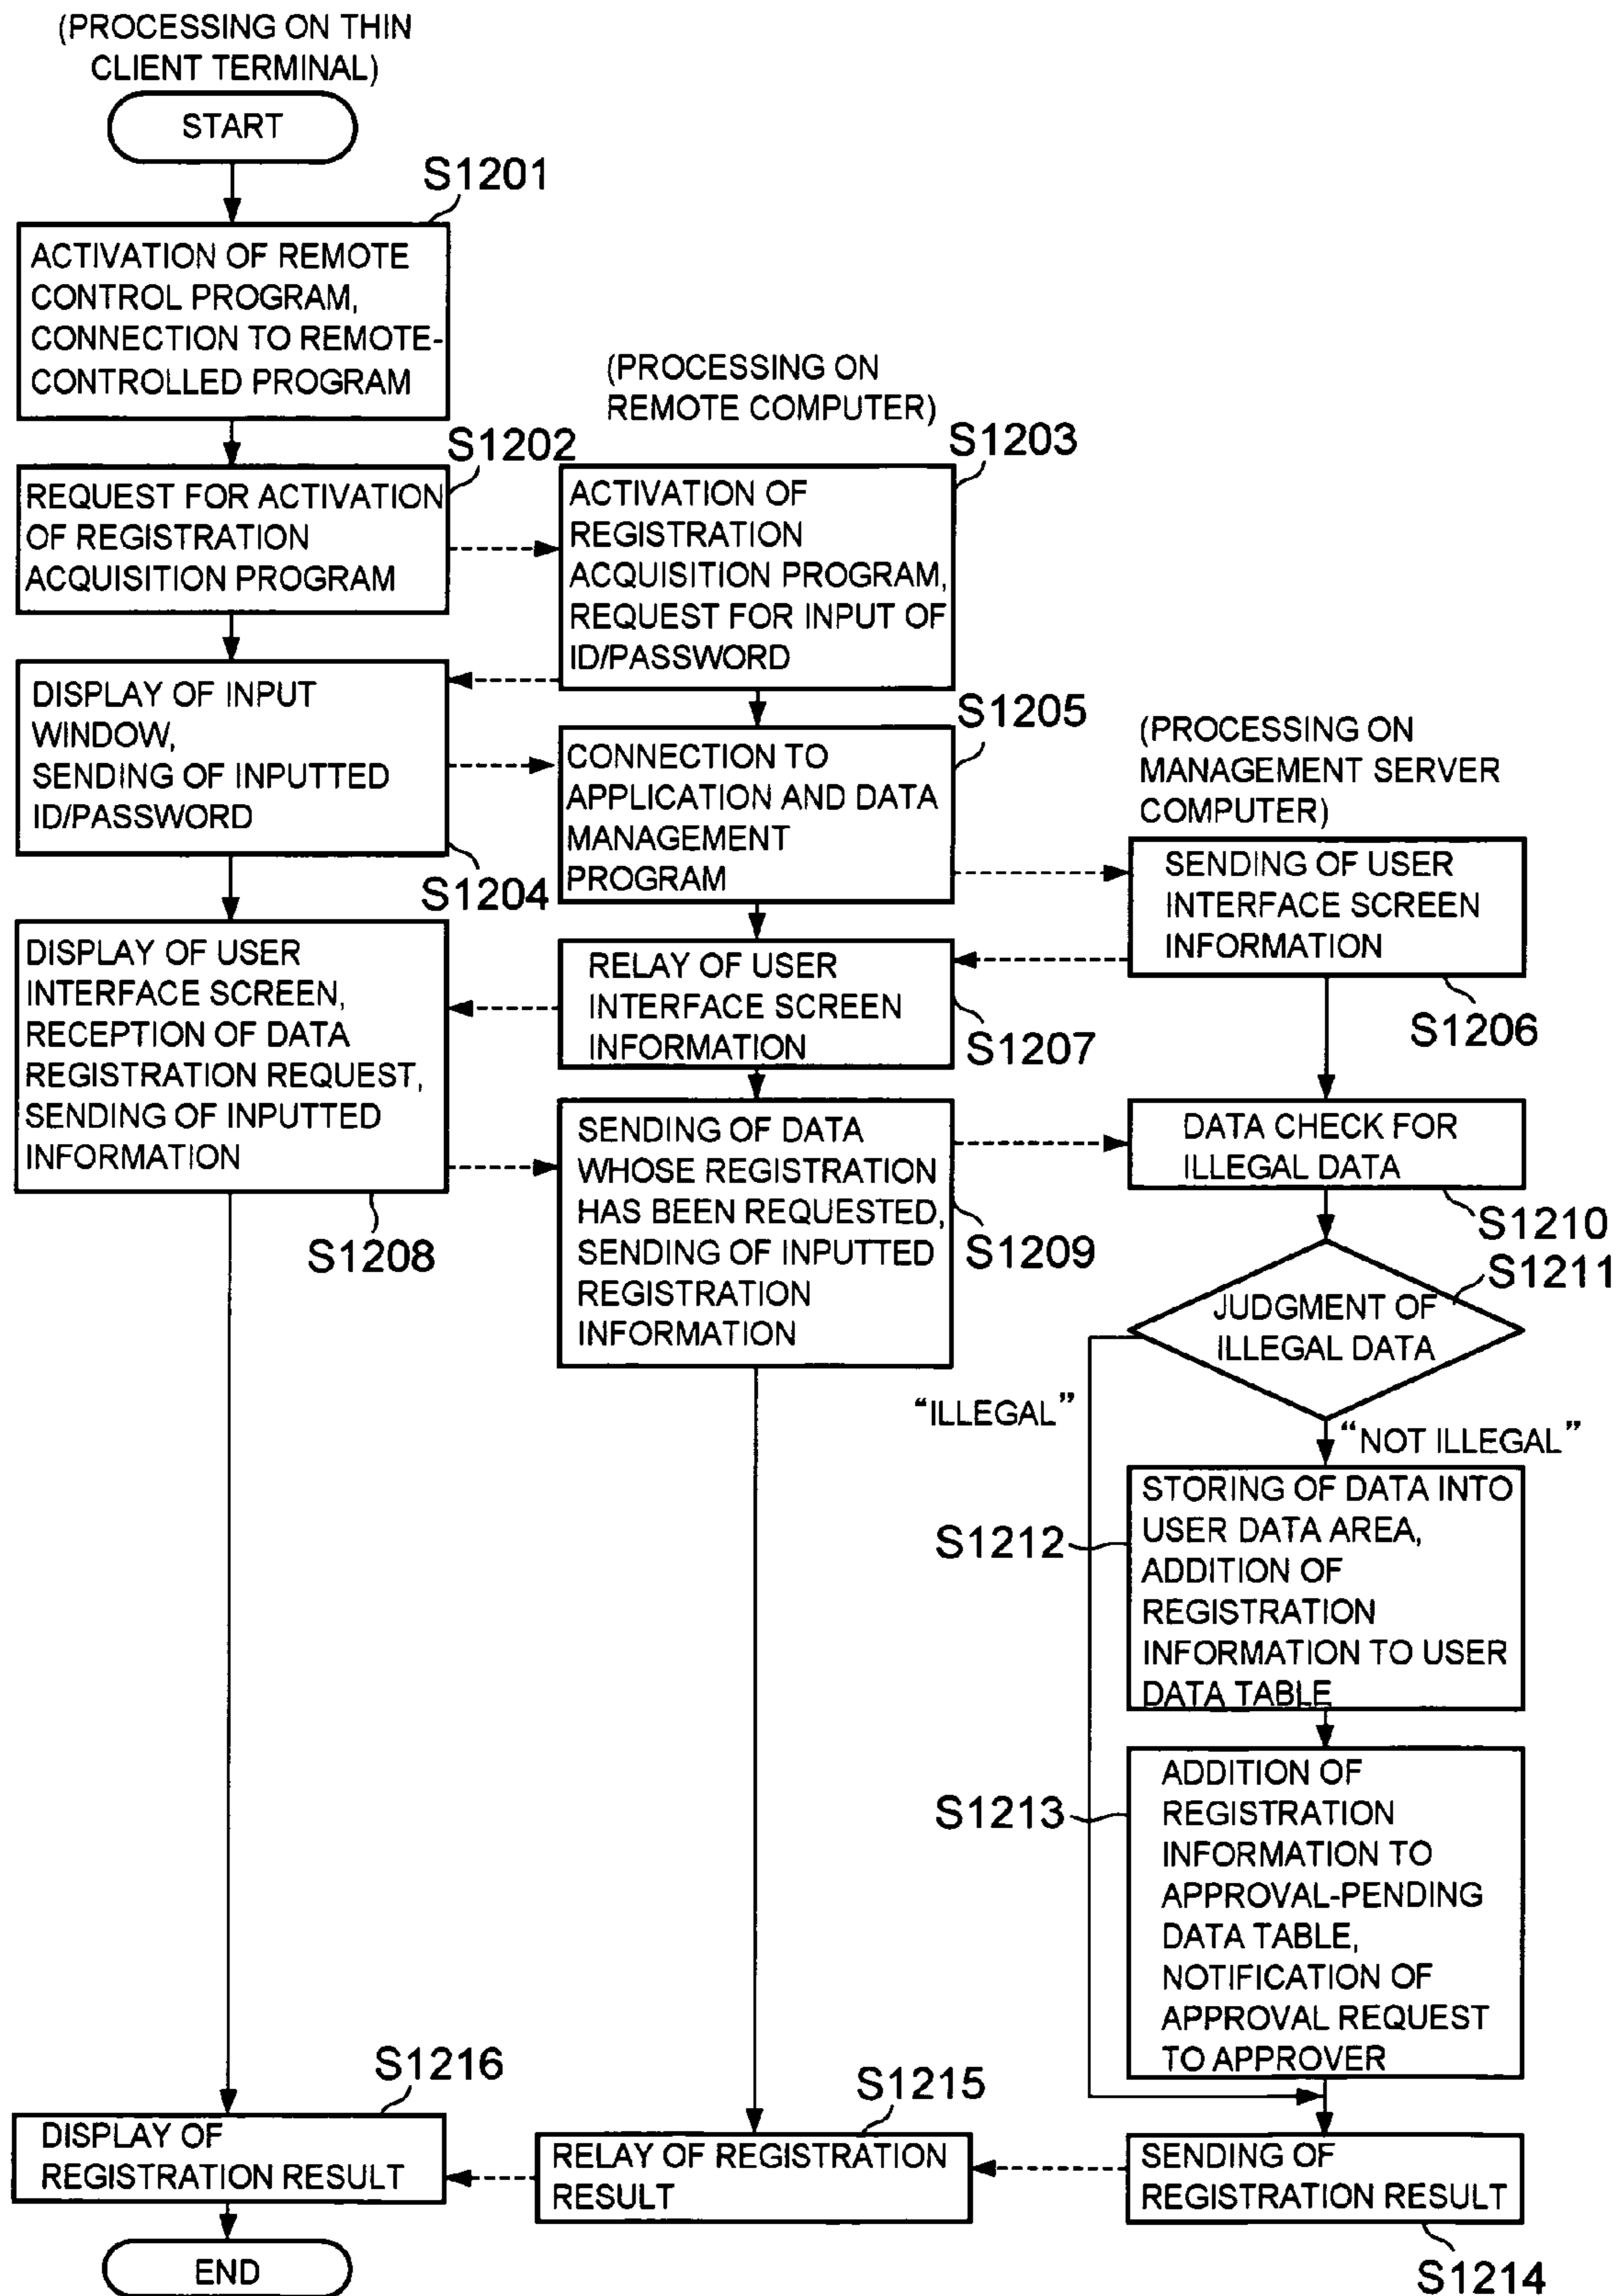 (PROCESSING ON THIN
CLIENT TERMINAL)
START
S1201
ACTIVATION OF REMOTE
CONTROL PROGRAM,
CONNECTION TO REMOTE-
CONTROLLED PROGRAM
(PROCESSING ON
REMOTE COMPUTER)
S1202
REQUEST FOR ACTIVATION
OF REGISTRATION
ACQUISITION PROGRAM
S1203
ACTIVATION OF
REGISTRATION
ACQUISITION PROGRAM,
REQUEST FOR INPUT OF
ID/PASSWORD
DISPLAY OF INPUT
WINDOW,
SENDING OF INPUTTED
ID/PASSWORD
S1204
S1205
CONNECTION TO
APPLICATION AND DATA
MANAGEMENT
PROGRAM
(PROCESSING ON
MANAGEMENT SERVER
COMPUTER)
SENDING OF USER
INTERFACE SCREEN
INFORMATION
S1206
RELAY OF USER
INTERFACE SCREEN
INFORMATION
S1207
DISPLAY OF USER
INTERFACE SCREEN,
RECEPTION OF DATA
REGISTRATION REQUEST,
SENDING OF INPUTTED
INFORMATION
S1208
SENDING OF DATA
WHOSE REGISTRATION
HAS BEEN REQUESTED,
SENDING OF INPUTTED
REGISTRATION
INFORMATION
S1209
DATA CHECK FOR
ILLEGAL DATA
S1210
S1211
JUDGMENT OF
ILLEGAL DATA
“ILLEGAL”
“NOT ILLEGAL”
S1212
STORING OF DATA INTO
USER DATA AREA,
ADDITION OF
REGISTRATION
INFORMATION TO USER
DATA TABLE
S1213
ADDITION OF
REGISTRATION
INFORMATION TO
APPROVAL-PENDING
DATA TABLE,
NOTIFICATION OF
APPROVAL REQUEST
TO APPROVER
S1216
DISPLAY OF
REGISTRATION RESULT
S1215
RELAY OF REGISTRATION
RESULT
SENDING OF
REGISTRATION RESULT
S1214
END